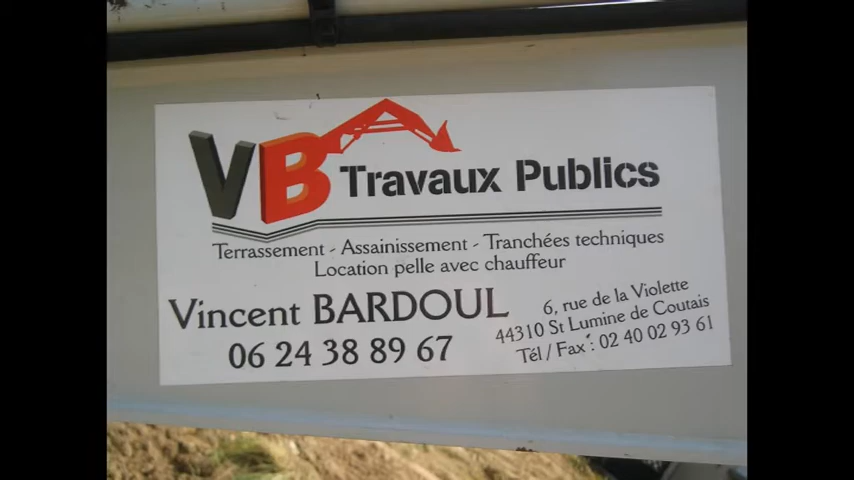 VB Travaux Publics
Terrassement - Assainissement - Tranchées techniques
Location pelle avec chauffeur
Vincent BARDOUL
06 24 38 89 67
6, rue de la Violette
44310 St Lumine de Coutais
Tél / Fax : 02 40 02 93 61